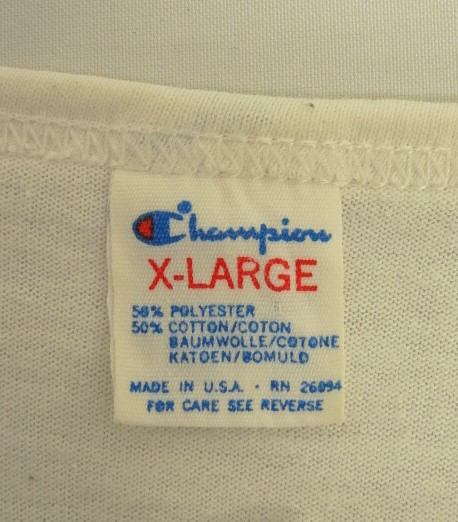 Champion
X-LARGE
50% POLYESTER
50% COTTON/COTON
BAUMWOLLE/COTONE
KATOEN/BOMULD
MADE IN U.S.A. · RN 26094
FOR CARE SEE REVERSE